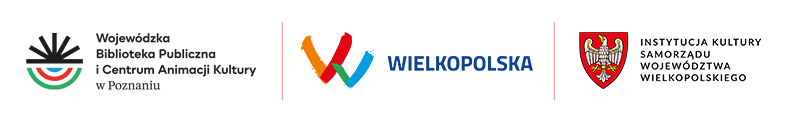 Wojewódzka
Biblioteka Publiczna
i Centrum Animacji Kultury
w Poznaniu
WIELKOPOLSKA
INSTYTUCJA KULTURY
SAMORZĄDU
WOJEWÓDZTWA
WIELKOPOLSKIEGO